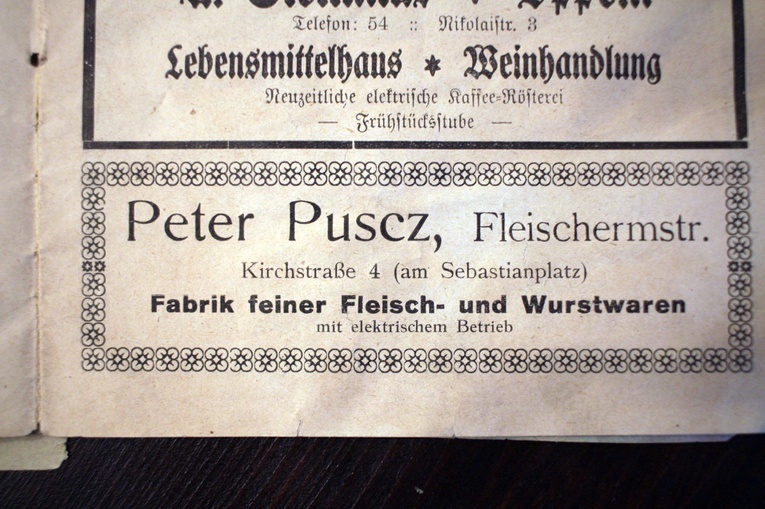 Oppeln
Telefon: 54 :: Nikolaistr. 3
Lebensmittelhaus * Weinhandlung
Neuzeitliche elektrische Kaffee-Rösterei
— Frühstücksstube —
Peter Puscz, Fleischermstr.
Kirchstraße 4 (am Sebastianplatz)
Fabrik feiner Fleisch- und Wurstwaren
mit elektrischem Betrieb